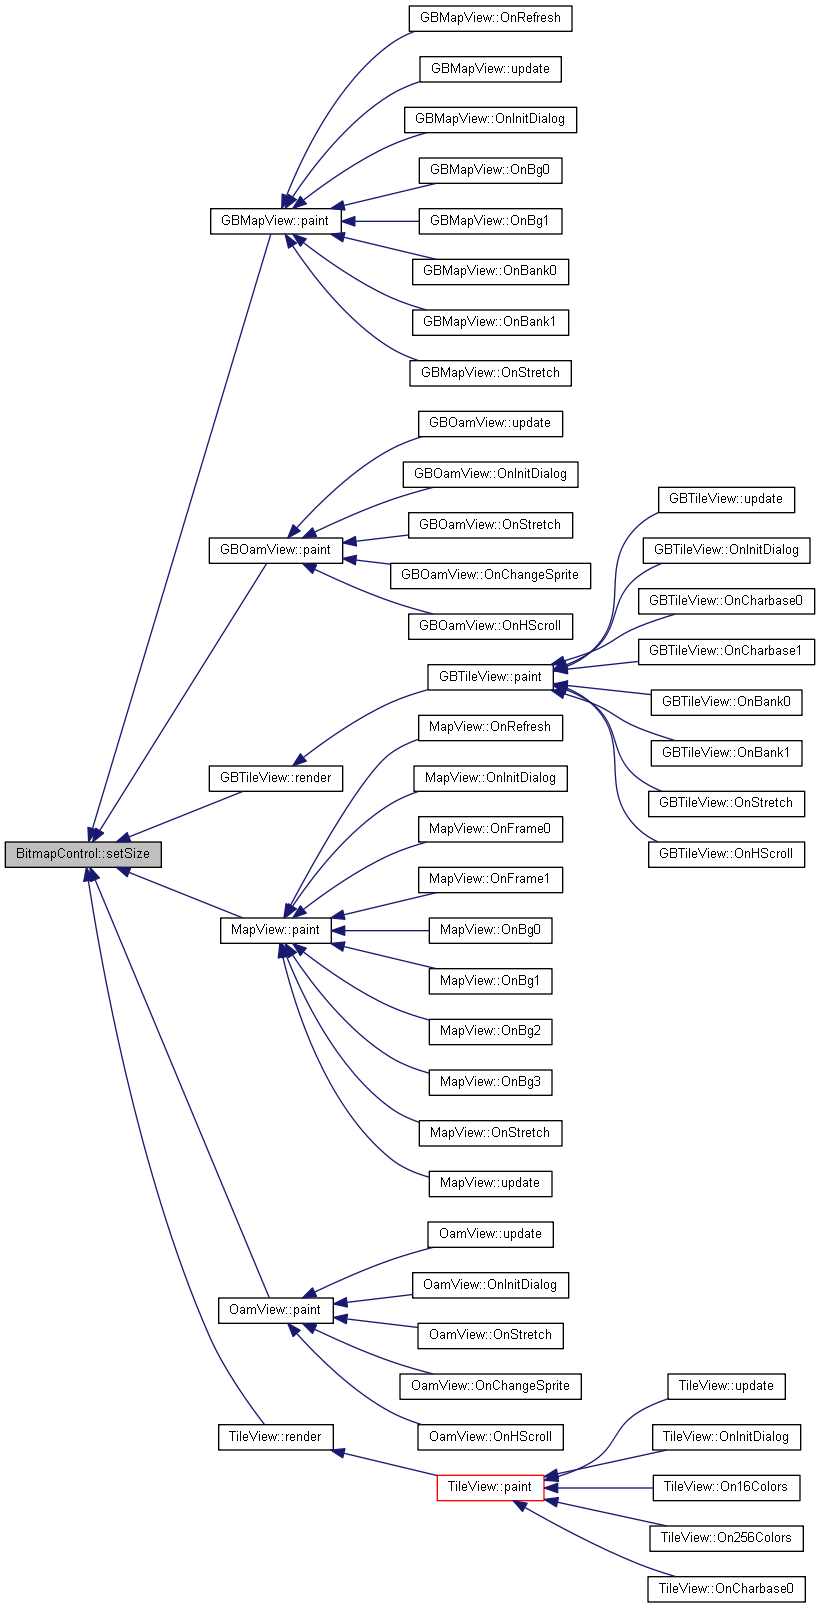 GBMapView::OnRefresh
GBMapView::update
GBMapView::OnInitDialog
GBMapView::OnBg0
GBMapView::paint
GBMapView::OnBg1
GBMapView::OnBank0
GBMapView::OnBank1
GBMapView::OnStretch
GBOamView::update
GBOamView::OnInitDialog
GBTileView::update
GBOamView::OnStretch
GBOamView::paint
GBTileView::OnInitDialog
GBOamView::OnChangeSprite
GBTileView::OnCharbase0
GBOamView::OnHScroll
GBTileView::OnCharbase1
GBTileView::paint
GBTileView::OnBank0
MapView::OnRefresh
GBTileView::OnBank1
GBTileView::render
MapView::OnInitDialog
GBTileView::OnStretch
MapView::OnFrame0
BitmapControl::setSize
GBTileView::OnHScroll
MapView::OnFrame1
MapView::paint
MapView::OnBg0
MapView::OnBg1
MapView::OnBg2
MapView::OnBg3
MapView::OnStretch
MapView::update
OamView::update
OamView::OnInitDialog
OamView::paint
OamView::OnStretch
OamView::OnChangeSprite
TileView::update
TileView::render
OamView::OnHScroll
TileView::OnInitDialog
TileView::paint
TileView::On16Colors
TileView::On256Colors
TileView::OnCharbase0